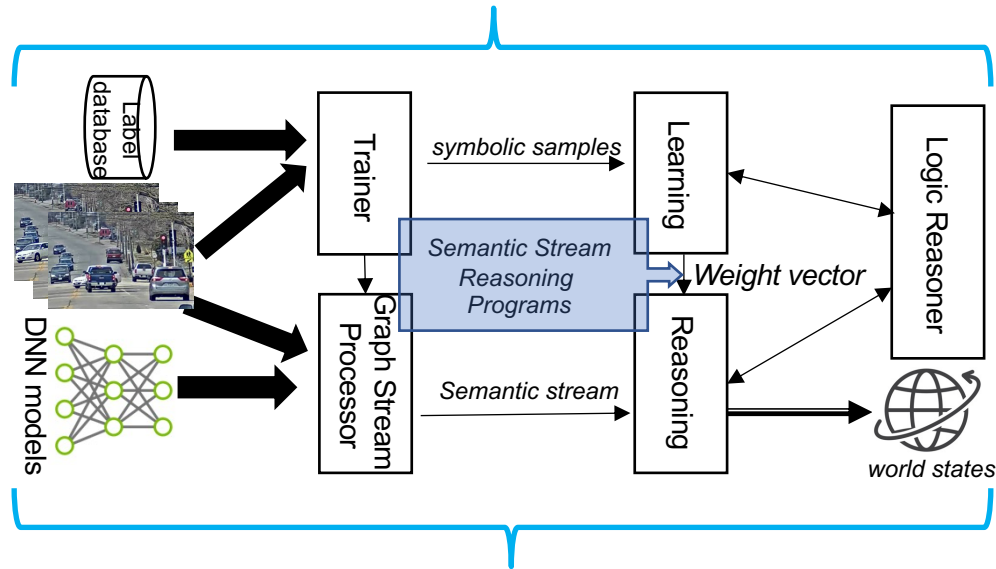 Label
database
Trainer
symbolic samples
Learning
Logic Reasoner
Semantic Stream
Reasoning
Programs
Weight vector
DNN models
Graph Stream
Processor
Semantic stream
Reasoning
world states